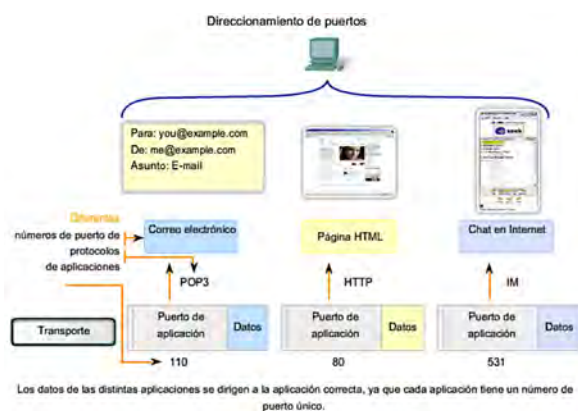 Direccionamiento de puertos
Para: you@example.com
De: me@example.com
Asunto: E-mail
Diferentes
números de puerto de
protocolos
de aplicaciones
Correo electrónico
Página HTML
Chat en Internet
POP3
HTTP
IM
Transporte
Puerto de
aplicación
Datos
Puerto de
aplicación
Datos
Puerto de
aplicación
Datos
110
80
531
Los datos de las distintas aplicaciones se dirigen a la aplicación correcta, ya que cada aplicación tiene un número de
puerto único.